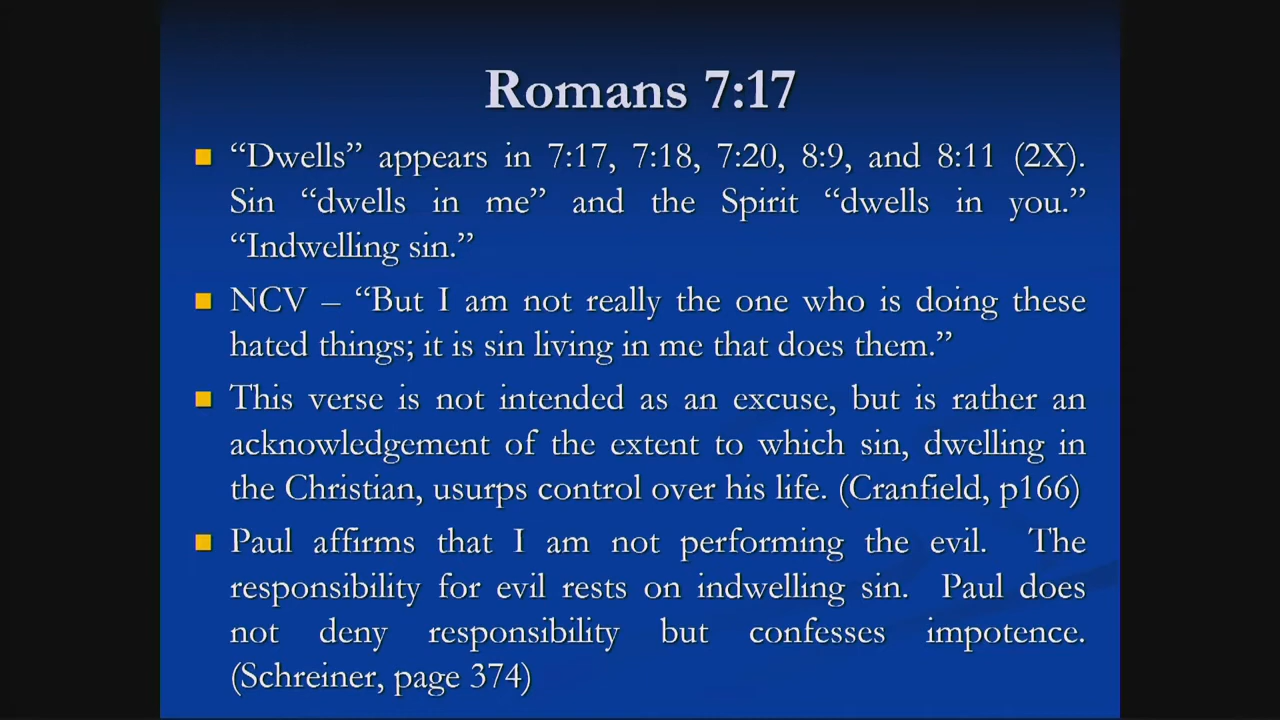 Romans 7:17
“Dwells” appears in 7:17, 7:18, 7:20, 8:9, and 8:11 (2X).
Sin “dwells in me” and the Spirit “dwells in you.”
“Indwelling sin.”
NCV – “But I am not really the one who is doing these
hated things; it is sin living in me that does them.”
This verse is not intended as an excuse, but is rather an
acknowledgement of the extent to which sin, dwelling in
the Christian, usurps control over his life. (Cranfield, p166)
Paul affirms that I am not performing the evil. The
responsibility for evil rests on indwelling sin. Paul does
not deny responsibility but confesses impotence.
(Schreiner, page 374)